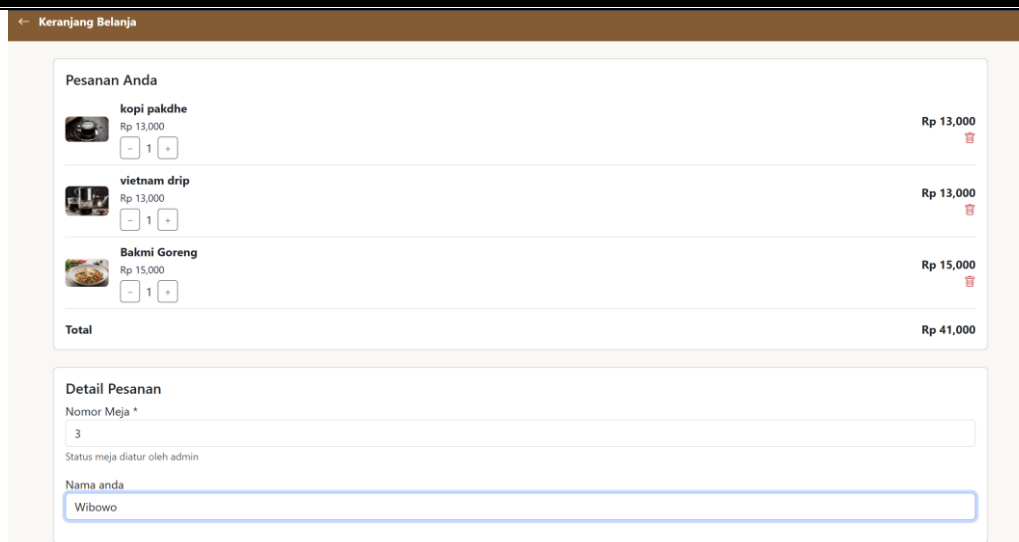 ← Keranjang Belanja
Pesanan Anda
kopi pakdhe
Rp 13,000
- 1 +
Rp 13,000
vietnam drip
Rp 13,000
- 1 +
Rp 13,000
Bakmi Goreng
Rp 15,000
- 1 +
Rp 15,000
Total Rp 41,000
Detail Pesanan
Nomor Meja *
3
Status meja diatur oleh admin
Nama anda
Wibowo